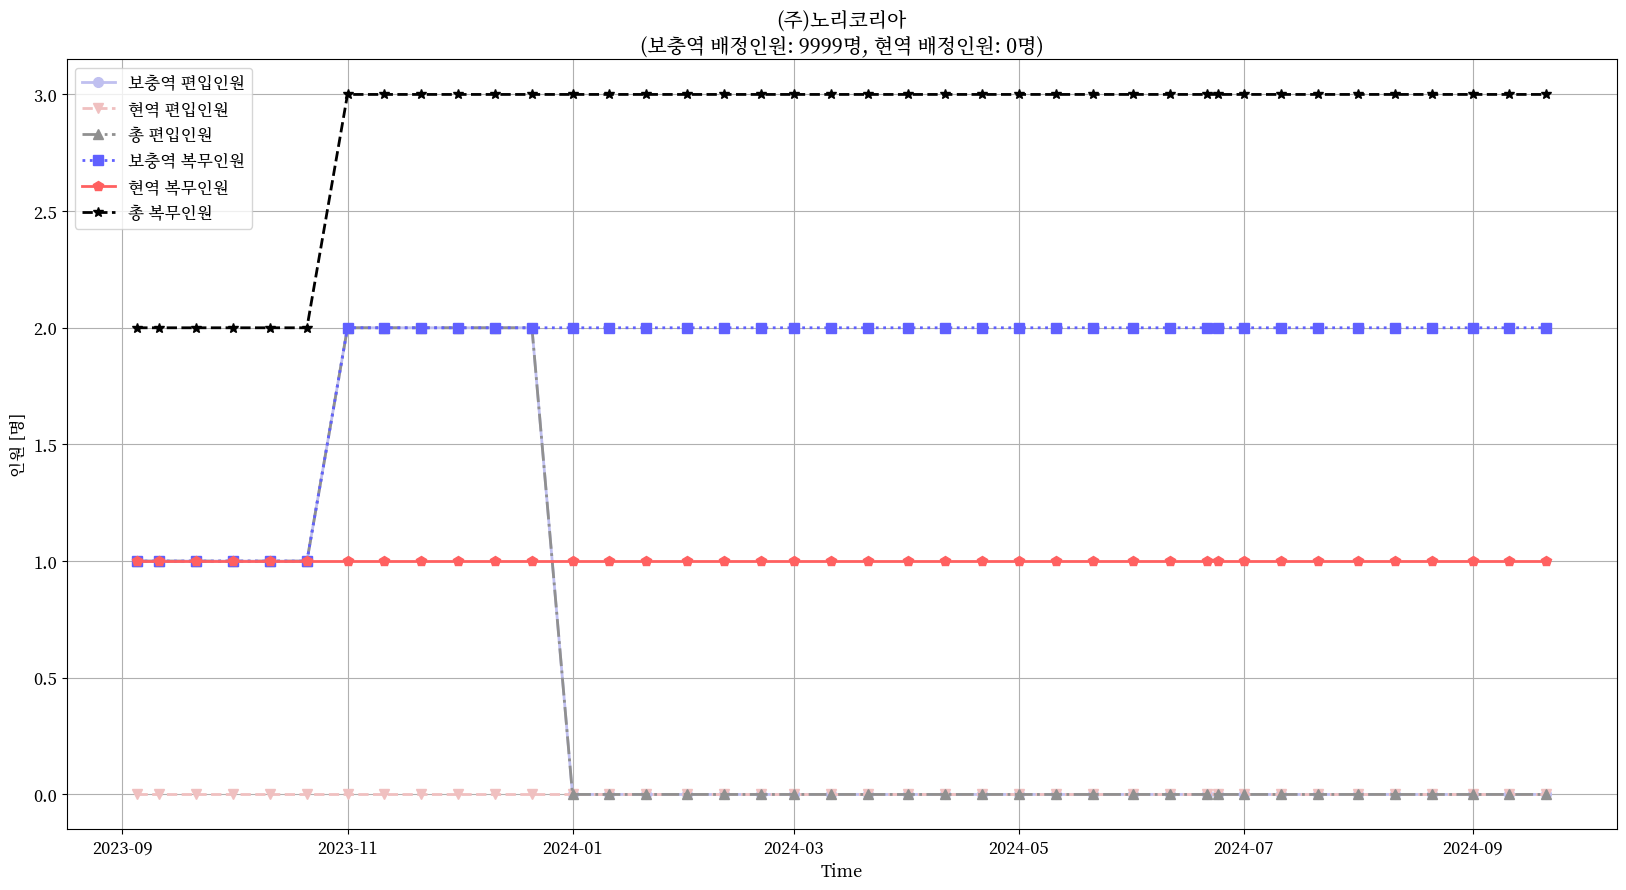 (주)노리코리아
(보충역 배정인원: 9999명, 현역 배정인원: 0명)
보충역 편입인원
현역 편입인원
총 편입인원
보충역 복무인원
현역 복무인원
총 복무인원
3.0
2.5
2.0
1.5
1.0
0.5
0.0
인원 [명]
2023-09
2023-11
2024-01
2024-03
2024-05
2024-07
2024-09
Time